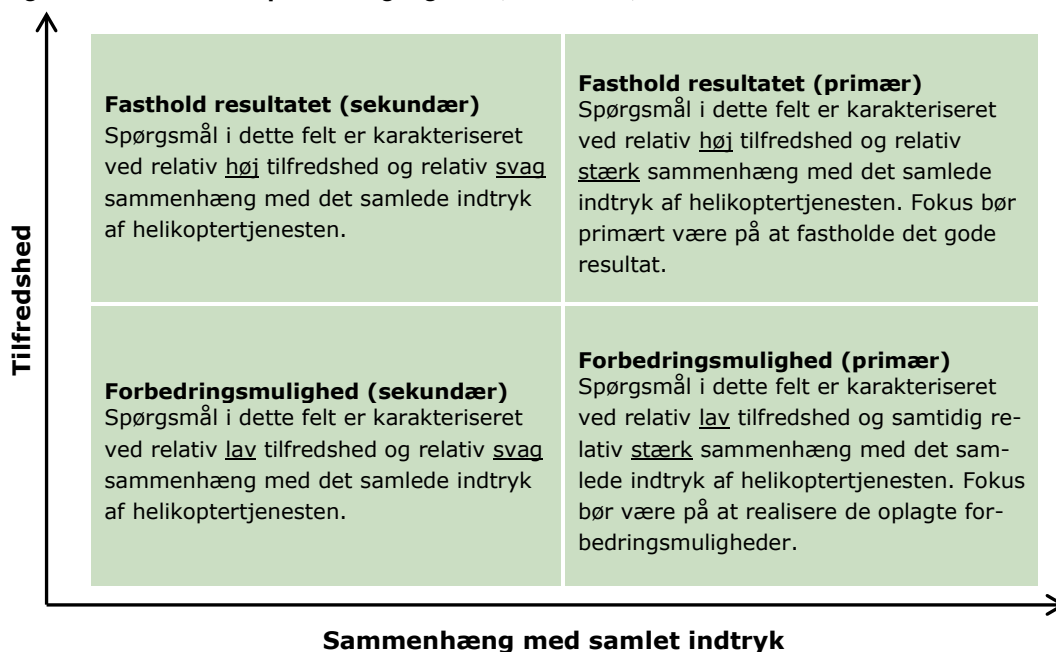 Tilfredshed
Fasthold resultatet (sekundær)
Spørgsmål i dette felt er karakteriseret
ved relativ høj tilfredshed og relativ svag
sammenhæng med det samlede indtryk
af helikoptertjenesten.
Fasthold resultatet (primær)
Spørgsmål i dette felt er karakteriseret
ved relativ høj tilfredshed og relativ
stærk sammenhæng med det samlede
indtryk af helikoptertjenesten. Fokus bør
primært være på at fastholde det gode
resultat.
Forbedringsmulighed (sekundær)
Spørgsmål i dette felt er karakteriseret
ved relativ lav tilfredshed og relativ svag
sammenhæng med det samlede indtryk
af helikoptertjenesten.
Forbedringsmulighed (primær)
Spørgsmål i dette felt er karakteriseret
ved relativ lav tilfredshed og samtidig re-
lativ stærk sammenhæng med det sam-
lede indtryk af helikoptertjenesten. Fokus
bør være på at realisere de oplagte for-
bedringsmuligheder.
Sammenhæng med samlet indtryk